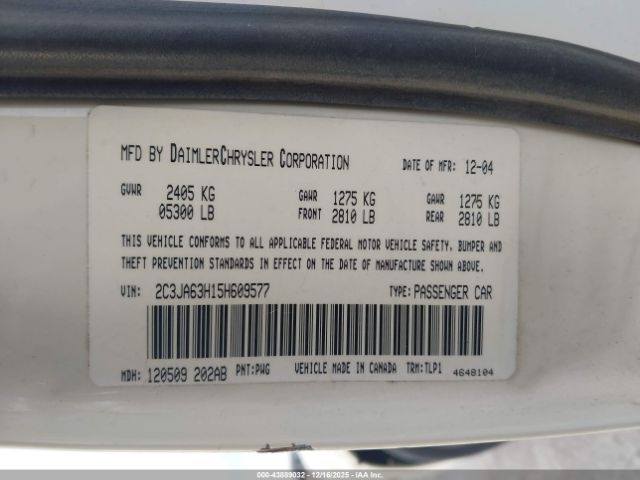 MFD BY DAIMLERCHRYSLER CORPORATION DATE OF MFR: 12-04
GVWR 2405 KG GAWR 1275 KG GAWR 1275 KG
05300 LB FRONT 2810 LB REAR 2810 LB
THIS VEHICLE CONFORMS TO ALL APPLICABLE FEDERAL MOTOR VEHICLE SAFETY, BUMPER AND
THEFT PREVENTION STANDARDS IN EFFECT ON THE DATE OF MANUFACTURE SHOWN ABOVE.
VIN: 2C3JA63H15H609577 TYPE: PASSENGER CAR
MDH: 120509 202AB PNT: PWG VEHICLE MADE IN CANADA TRM: TLP1 4648104
000-43889032 - 12/16/2025 - IAA Inc.